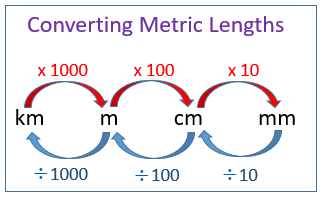 Converting Metric Lengths
x 1000 x 100 x 10
km m cm mm
÷1000 ÷100 ÷10